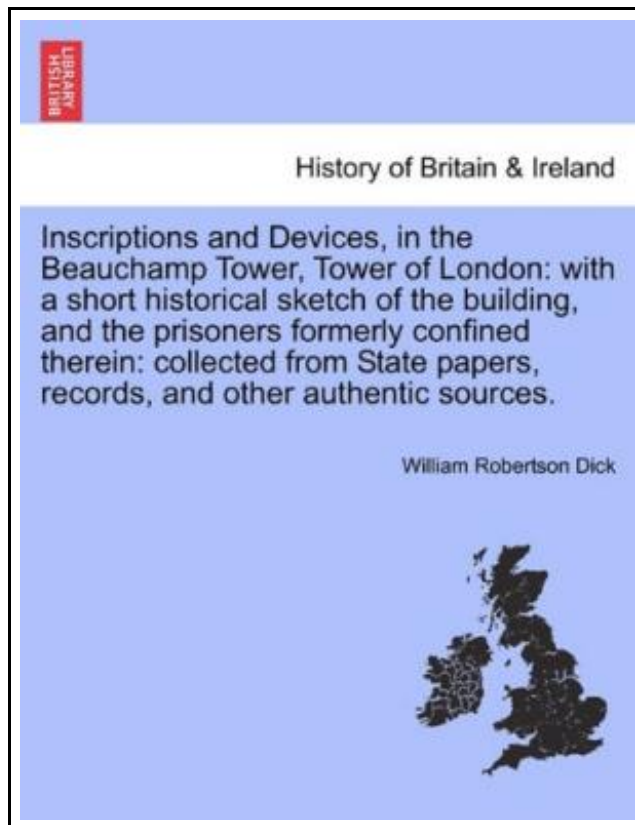 BRITISH
LIBRARY
History of Britain & Ireland
Inscriptions and Devices, in the
Beauchamp Tower, Tower of London: with
a short historical sketch of the building,
and the prisoners formerly confined
therein: collected from State papers,
records, and other authentic sources.
William Robertson Dick